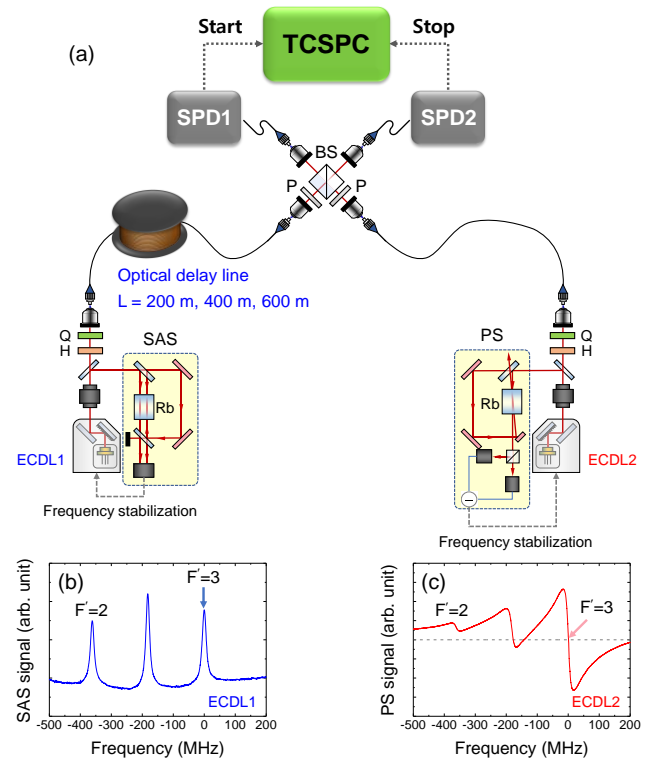 (a)
Start
Stop
TCSPC
SPD1
SPD2
BS
P
P
Optical delay line
L = 200 m, 400 m, 600 m
SAS
PS
Q
H
Q
H
Rb
Rb
ECDL1
ECDL2
Frequency stabilization
Frequency stabilization
(b)
F'=2
F'=3
SAS signal (arb. unit)
ECDL1
-500 -400 -300 -200 -100 0 100 200
Frequency (MHz)
(c)
F'=2
F'=3
PS signal (arb. unit)
ECDL2
-500 -400 -300 -200 -100 0 100 200
Frequency (MHz)